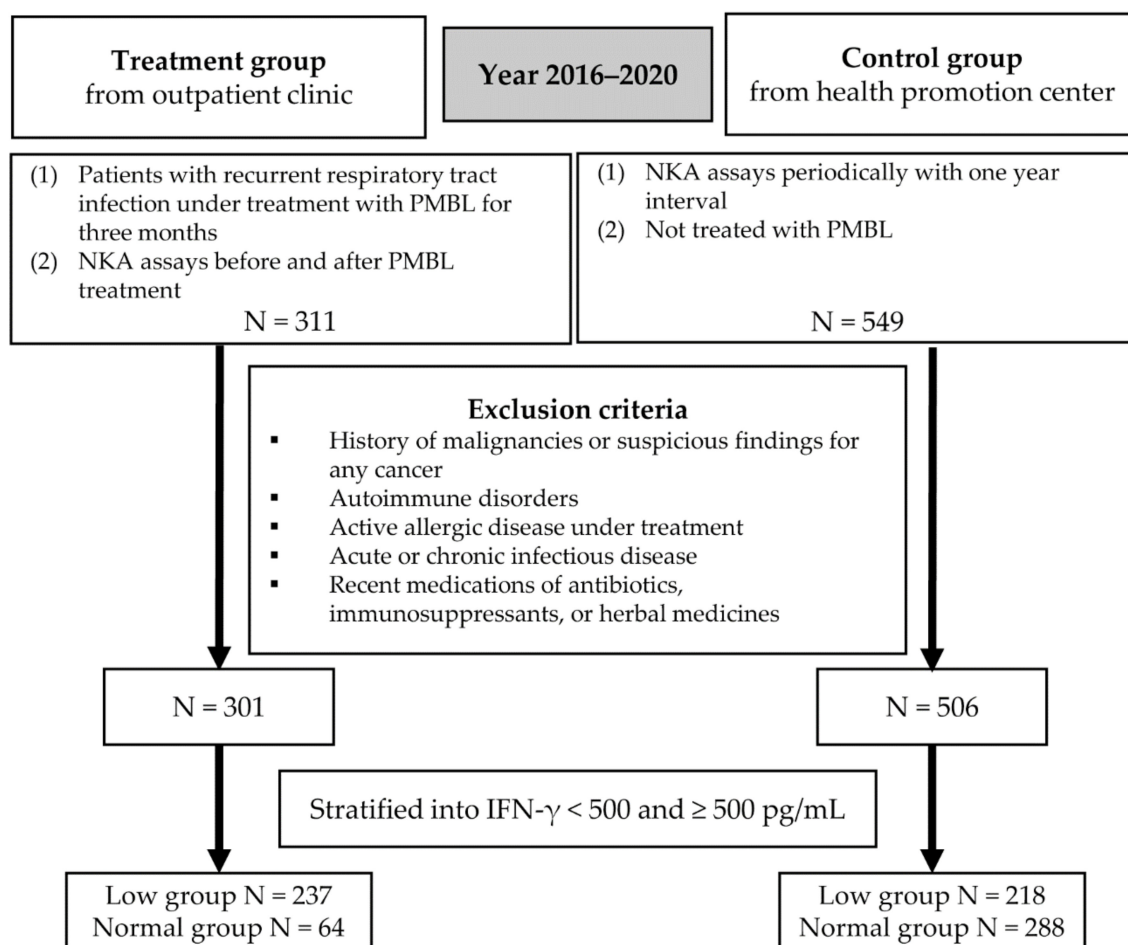 Treatment group
from outpatient clinic
Year 2016–2020
Control group
from health promotion center
(1) Patients with recurrent respiratory tract
infection under treatment with PMBL for
three months
(2) NKA assays before and after PMBL
treatment
N = 311
(1) NKA assays periodically with one year
interval
(2) Not treated with PMBL
N = 549
Exclusion criteria
▪ History of malignancies or suspicious findings for
any cancer
▪ Autoimmune disorders
▪ Active allergic disease under treatment
▪ Acute or chronic infectious disease
▪ Recent medications of antibiotics,
immunosuppressants, or herbal medicines
N = 301
N = 506
Stratified into IFN-γ < 500 and ≥ 500 pg/mL
Low group N = 237
Normal group N = 64
Low group N = 218
Normal group N = 288